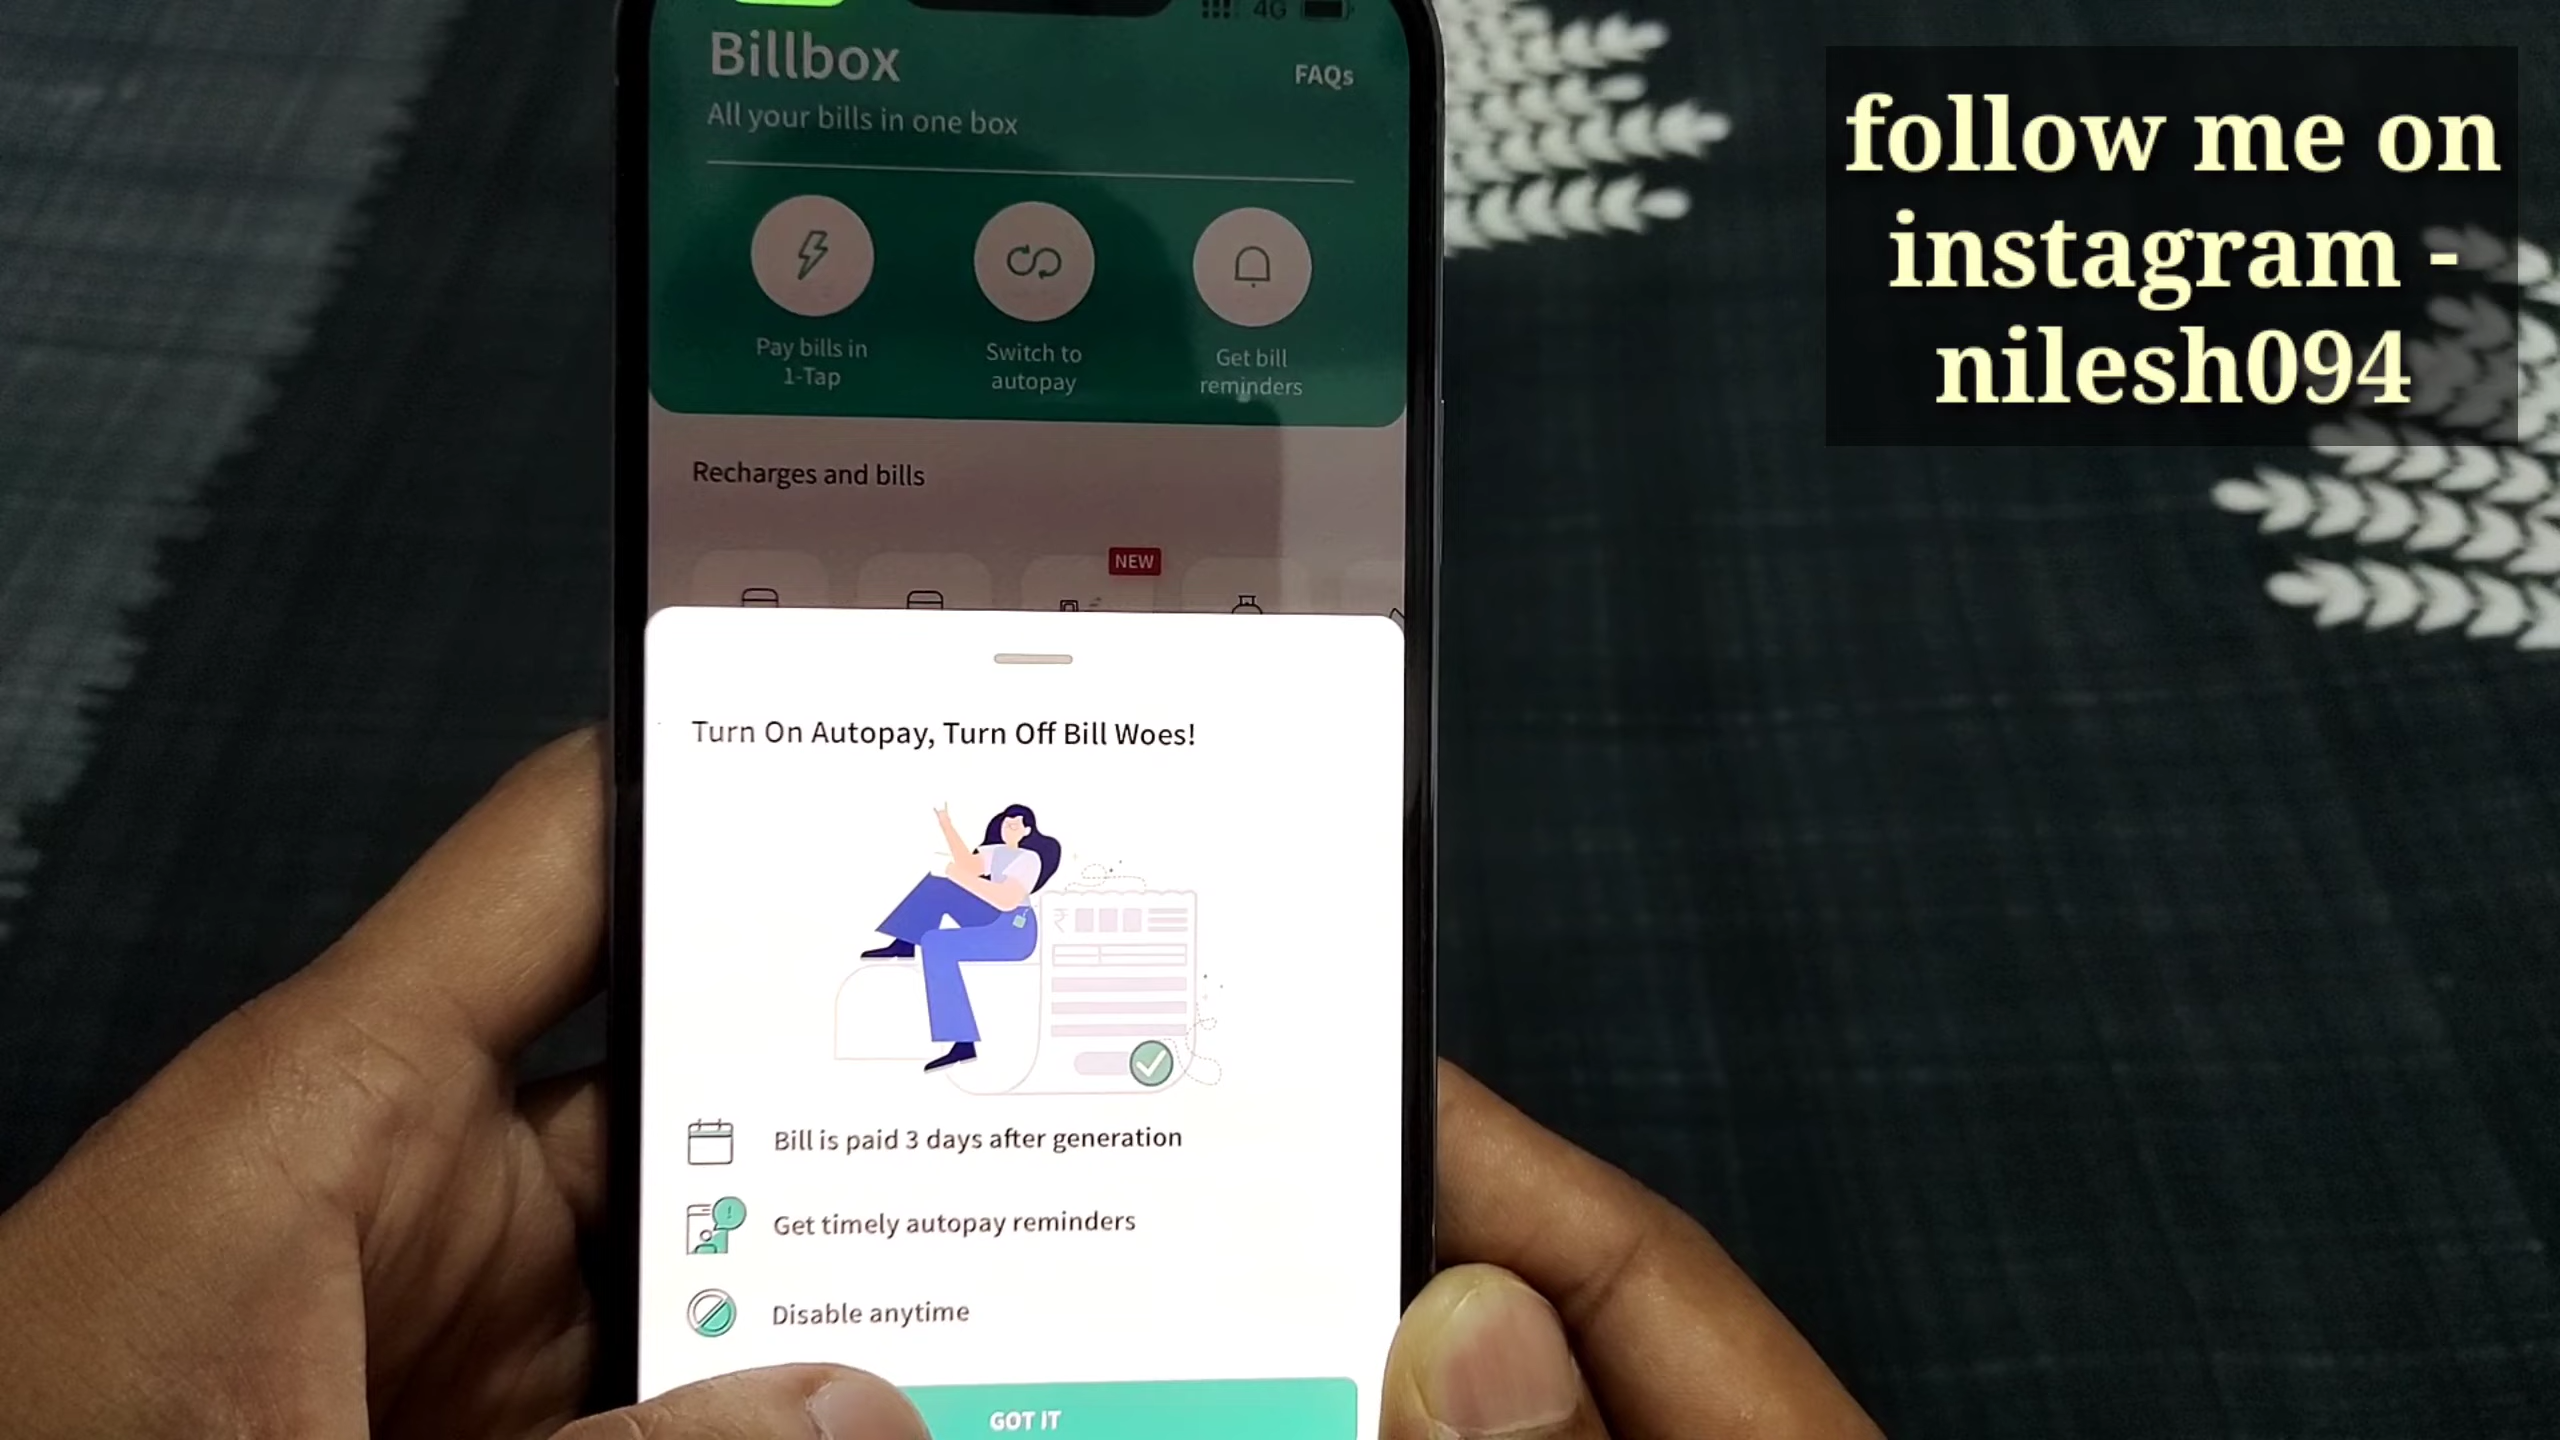 4G
Billbox
FAQs
All your bills in one box
Pay bills in
1-Tap
Switch to
autopay
Get bill
reminders
Recharges and bills
NEW
Turn On Autopay, Turn Off Bill Woes!
₹
Bill is paid 3 days after generation
Get timely autopay reminders
Disable anytime
GOT IT
follow me on
instagram -
nilesh094